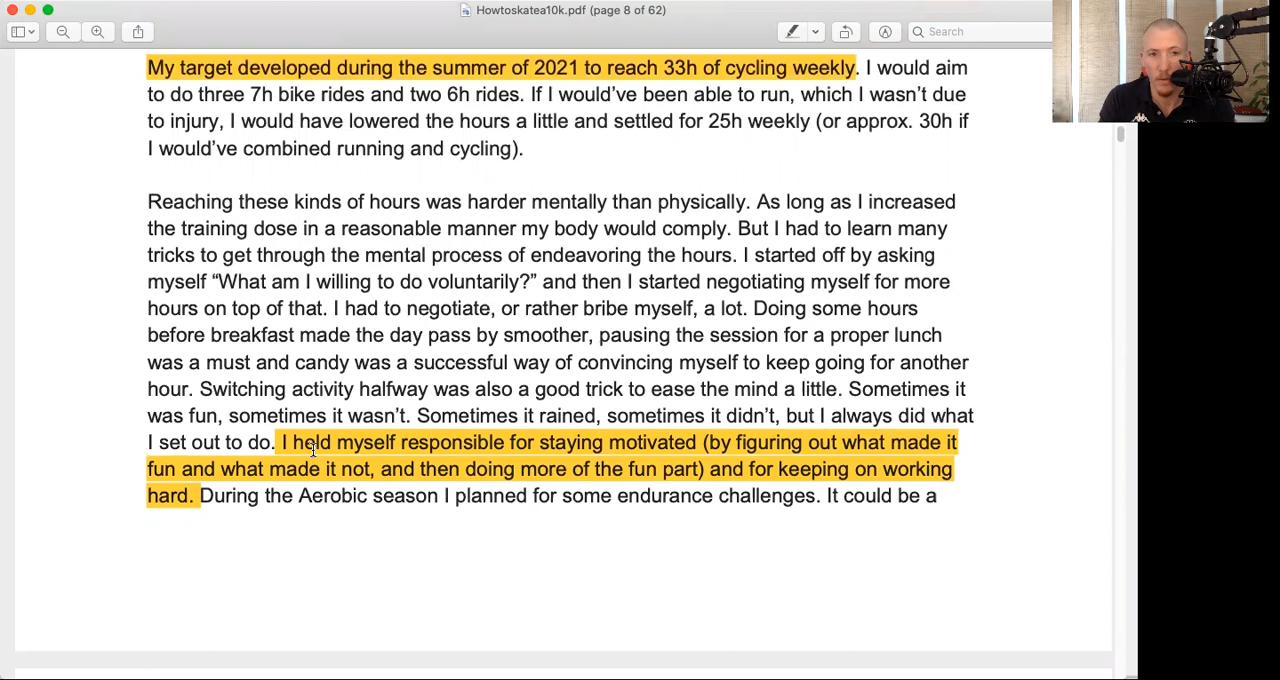 Howtoskatea10k.pdf (page 8 of 62)
Search
My target developed during the summer of 2021 to reach 33h of cycling weekly. I would aim
to do three 7h bike rides and two 6h rides. If I would’ve been able to run, which I wasn’t due
to injury, I would have lowered the hours a little and settled for 25h weekly (or approx. 30h if
I would’ve combined running and cycling).
Reaching these kinds of hours was harder mentally than physically. As long as I increased
the training dose in a reasonable manner my body would comply. But I had to learn many
tricks to get through the mental process of endeavoring the hours. I started off by asking
myself “What am I willing to do voluntarily?” and then I started negotiating myself for more
hours on top of that. I had to negotiate, or rather bribe myself, a lot. Doing some hours
before breakfast made the day pass by smoother, pausing the session for a proper lunch
was a must and candy was a successful way of convincing myself to keep going for another
hour. Switching activity halfway was also a good trick to ease the mind a little. Sometimes it
was fun, sometimes it wasn’t. Sometimes it rained, sometimes it didn’t, but I always did what
I set out to do. I held myself responsible for staying motivated (by figuring out what made it
fun and what made it not, and then doing more of the fun part) and for keeping on working
hard. During the Aerobic season I planned for some endurance challenges. It could be a